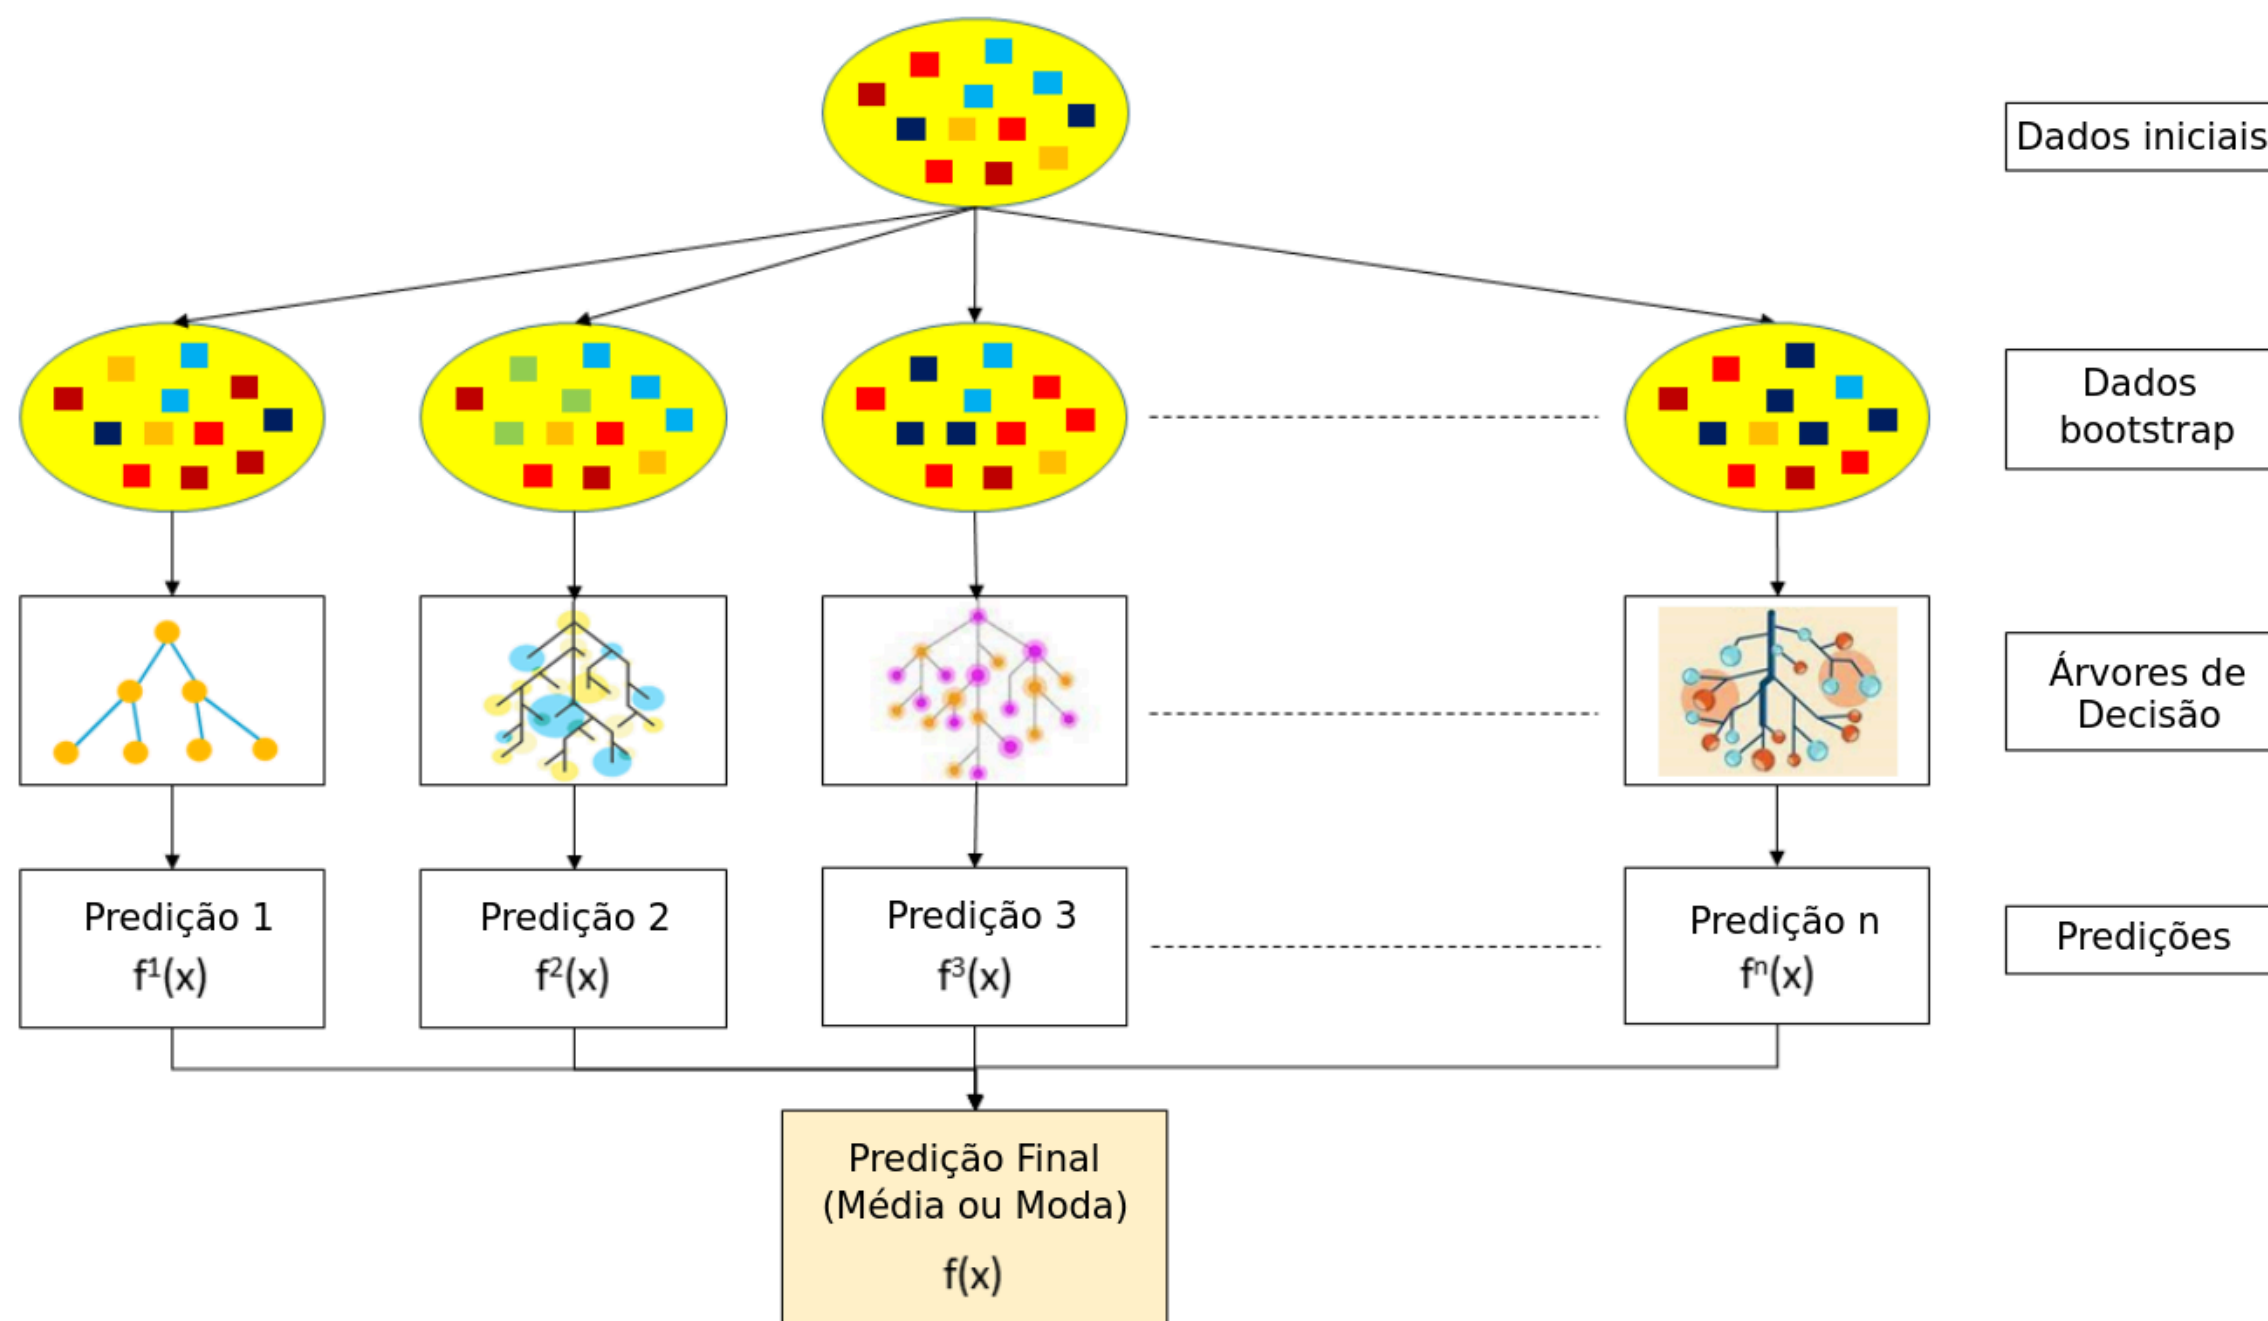 Dados iniciais
Dados
bootstrap
Árvores de
Decisão
Predição 1
f¹(x)
Predição 2
f²(x)
Predição 3
f³(x)
Predição n
fⁿ(x)
Predições
Predição Final
(Média ou Moda)
f(x)